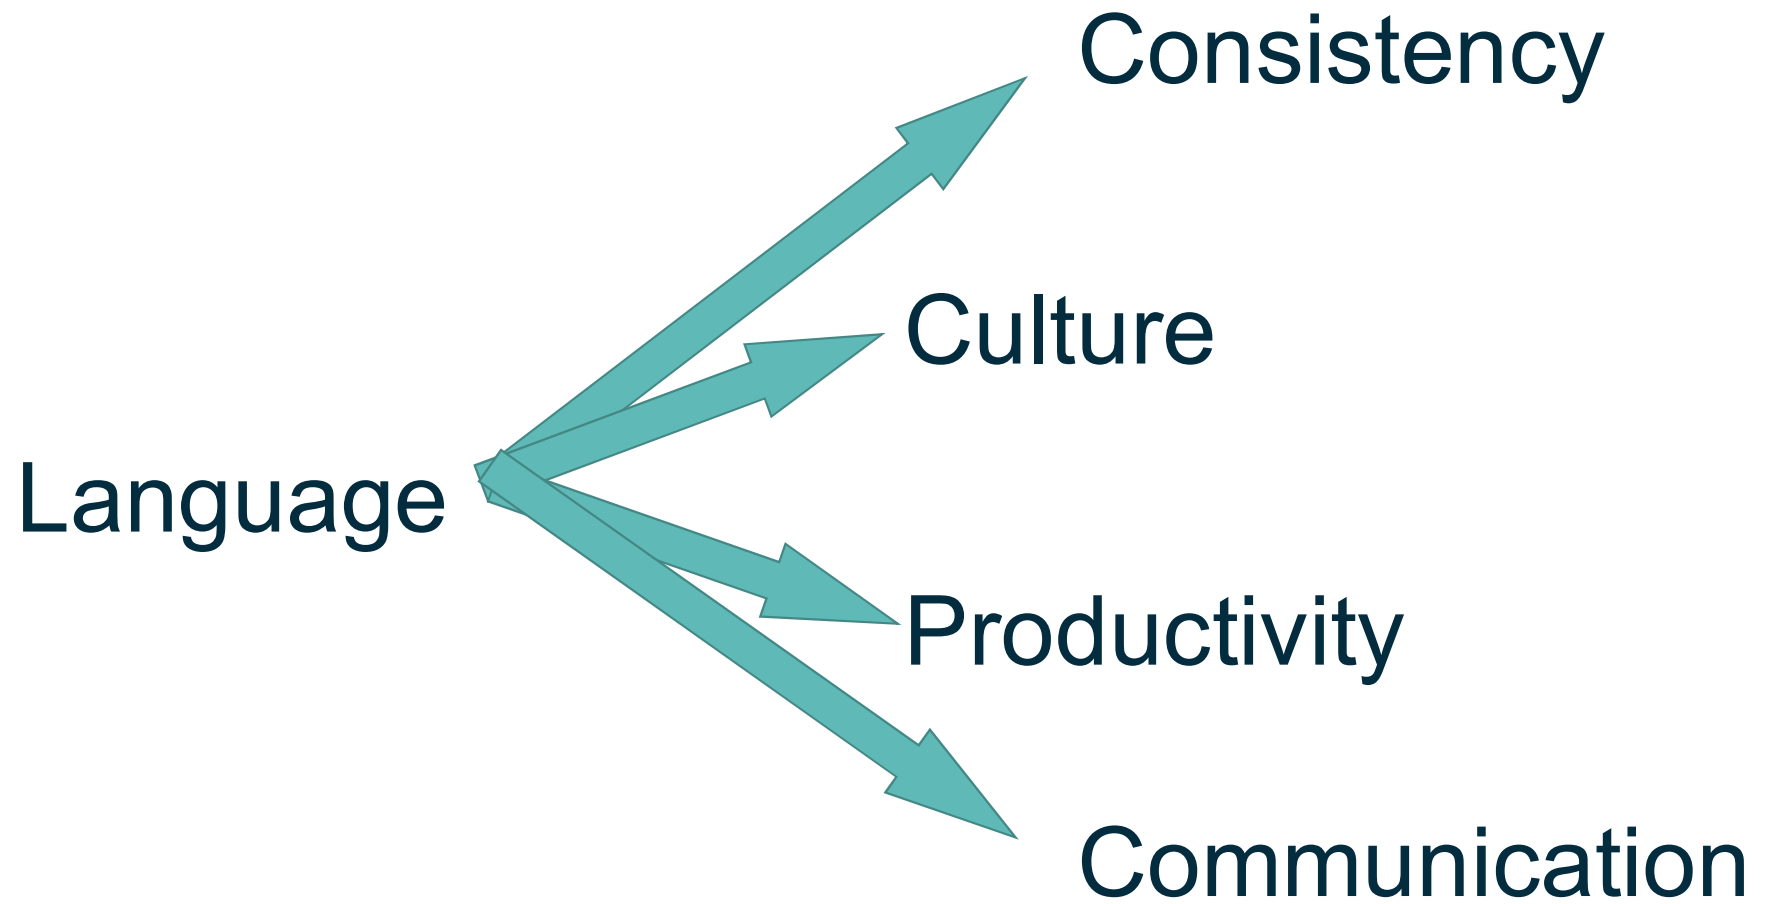 Consistency
Culture
Language
Productivity
Communication